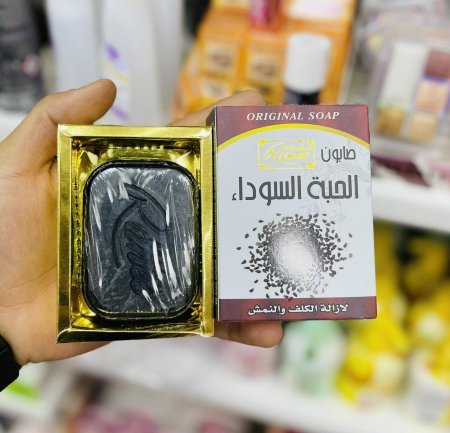 ORIGINAL SOAP
صابون
الحبة السوداء
لازالة الكلف والنمش